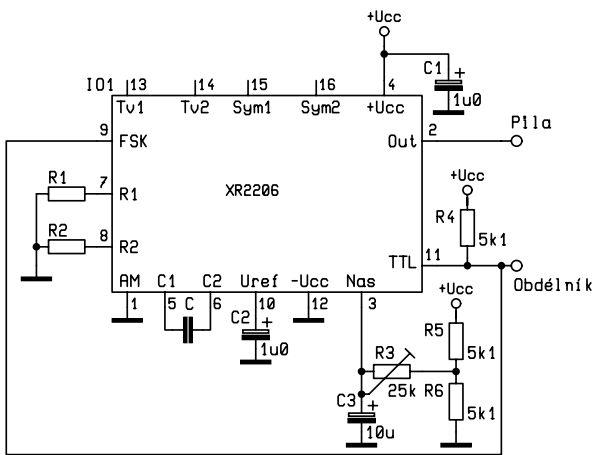 +Ucc
IO1 13 14 15 16 4 C1 +
1u0
Tv1 Tv2 Sym1 Sym2 +Ucc
9 FSK Out 2 Pila
R1 7 R1 XR2206
+Ucc
R2 8 R2 R4 5k1
TTL 11
Obdélník
AM C1 C2 Uref -Ucc Nas
1 5 C 6 10 12 3
+Ucc
C2 +
1u0
R5 5k1
R3
25k R6
C3 + 5k1
10u